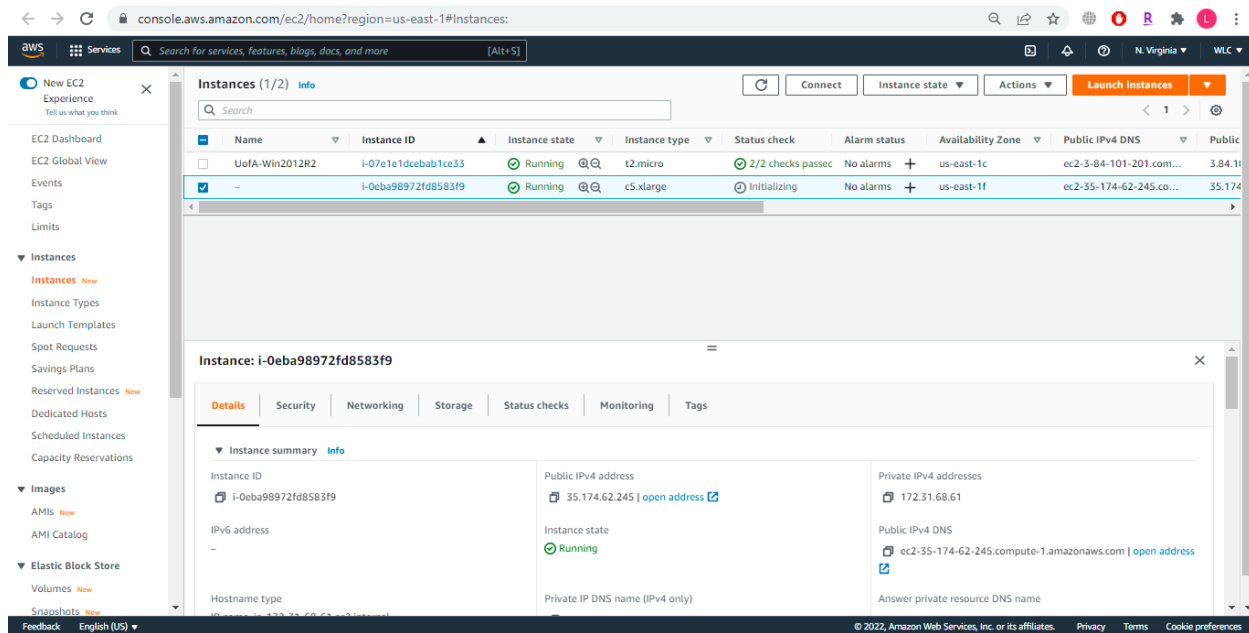 console.aws.amazon.com/ec2/home?region=us-east-1#Instances:
R L
aws Services Search for services, features, blogs, docs, and more [Alt+S] N. Virginia ▼ WLC ▼
New EC2
Experience
Tell us what you think
EC2 Dashboard
EC2 Global View
Events
Tags
Limits
Instances
Instances New
Instance Types
Launch Templates
Spot Requests
Savings Plans
Reserved Instances New
Dedicated Hosts
Scheduled Instances
Capacity Reservations
Images
AMIs New
AMI Catalog
Elastic Block Store
Volumes New
Snapshots New
Instances (1/2) Info Connect Instance state ▼ Actions ▼ Launch instances ▼
Search
< 1 >
Name Instance ID Instance state Instance type Status check Alarm status Availability Zone Public IPv4 DNS Public
UofA-Win2012R2 i-07e1e1dcebab1ce33 Running t2.micro 2/2 checks passec No alarms + us-east-1c ec2-3-84-101-201.com... 3.84.10
– i-0eba98972fd8583f9 Running c5.xlarge Initializing No alarms + us-east-1f ec2-35-174-62-245.co... 35.174
Instance: i-0eba98972fd8583f9
Details Security Networking Storage Status checks Monitoring Tags
Instance summary Info
Instance ID
i-0eba98972fd8583f9
Public IPv4 address
35.174.62.245 | open address
Private IPv4 addresses
172.31.68.61
IPv6 address
–
Instance state
Running
Public IPv4 DNS
ec2-35-174-62-245.compute-1.amazonaws.com | open address
Hostname type
Private IP DNS name (IPv4 only)
Answer private resource DNS name
Feedback English (US) ▼ © 2022, Amazon Web Services, Inc. or its affiliates. Privacy Terms Cookie preferences